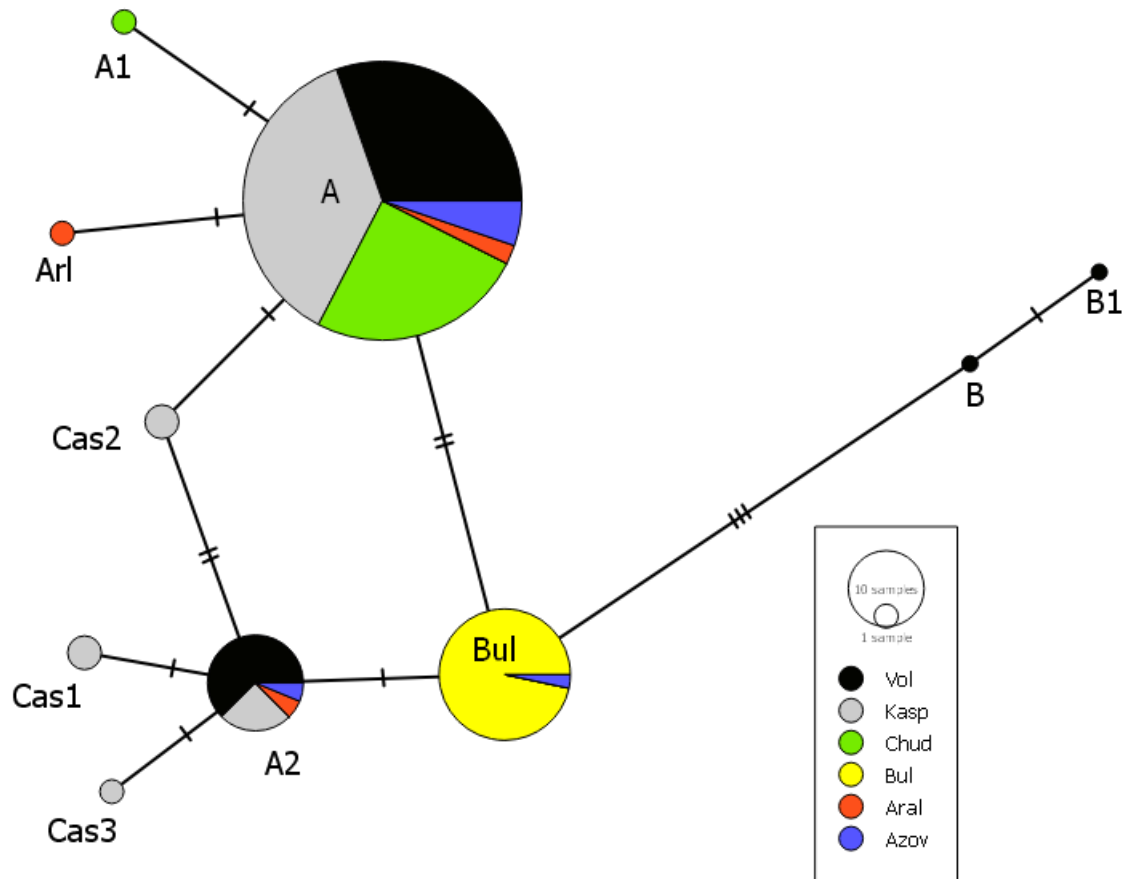 A1
A
Arl
B1
B
Cas2
Bul
Cas1
A2
Cas3
10 samples
1 sample
Vol
Kasp
Chud
Bul
Aral
Azov